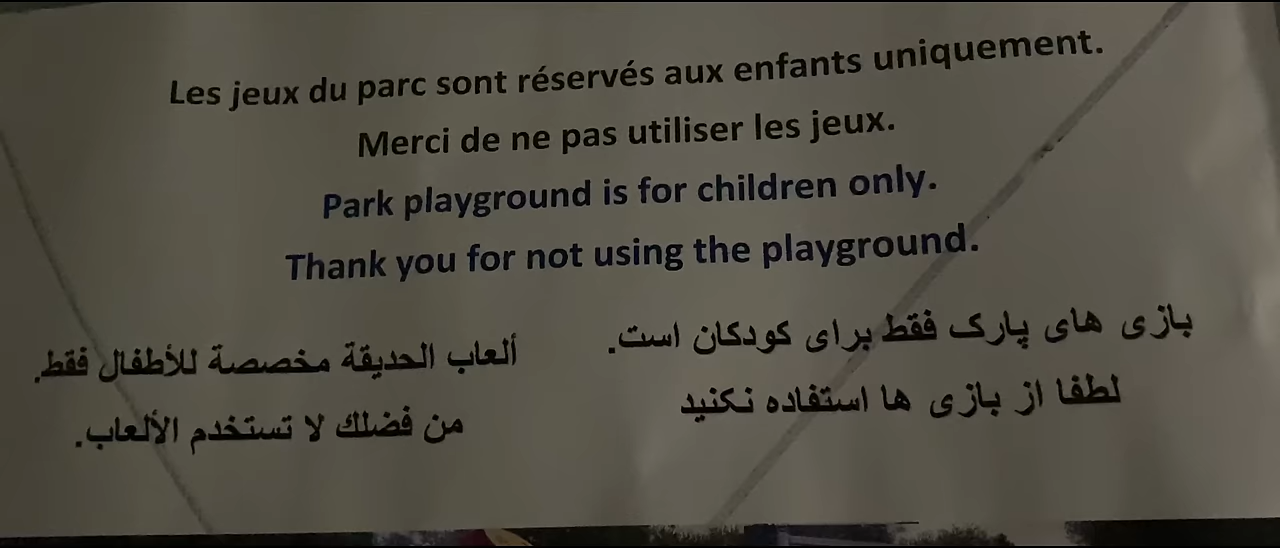 Les jeux du parc sont réservés aux enfants uniquement.
Merci de ne pas utiliser les jeux.
Park playground is for children only.
Thank you for not using the playground.
بازی های پارک فقط برای کودکان است.
لطفا از بازی ها استفاده نکنید
ألعاب الحديقة مخصصة للأطفال فقط.
من فضلك لا تستخدم الألعاب.